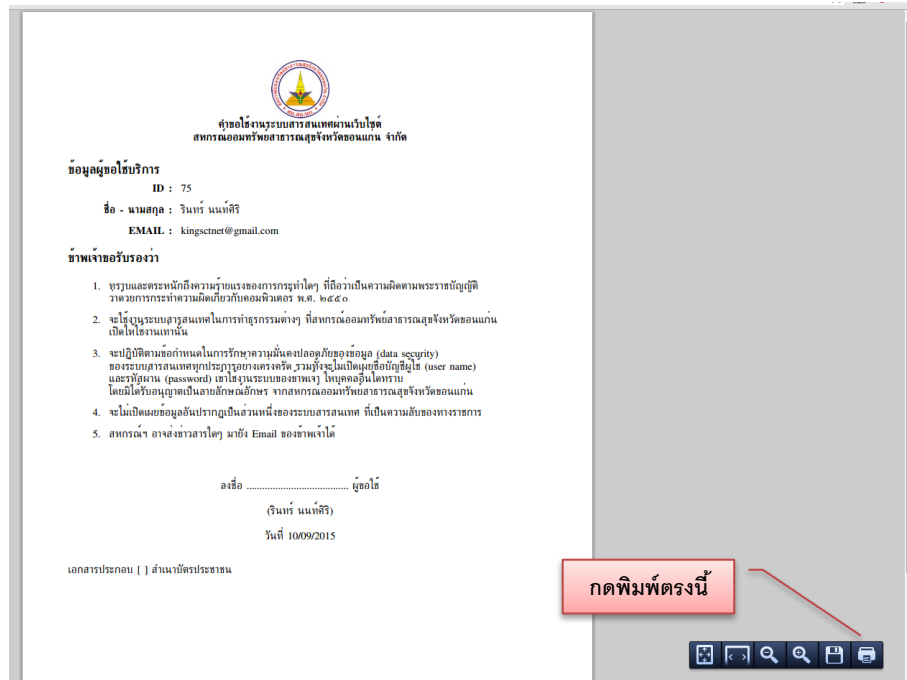 คำขอใช้งานระบบสารสนเทศผ่านเว็บไซต์
สหกรณ์ออมทรัพย์สาธารณสุขจังหวัดขอนแก่น จำกัด
ข้อมูลผู้ขอใช้บริการ
ID : 75
ชื่อ - นามสกุล : รินทร์ นนท์ศิริ
EMAIL : kingsctnet@gmail.com
ข้าพเจ้าขอรับรองว่า
1. ทราบและตระหนักถึงความร้ายแรงของการกระทำใดๆ ที่ถือว่าเป็นความผิดตามพระราชบัญญัติ
ว่าด้วยการกระทำความผิดเกี่ยวกับคอมพิวเตอร์ พ.ศ. ๒๕๕๐
2. จะใช้งานระบบสารสนเทศในการทำธุรกรรมต่างๆ ที่สหกรณ์ออมทรัพย์สาธารณสุขจังหวัดขอนแก่น
เปิดให้ใช้งานเท่านั้น
3. จะปฏิบัติตามข้อกำหนดในการรักษาความมั่นคงปลอดภัยของข้อมูล (data security)
ของระบบสารสนเทศทุกประการอย่างเคร่งครัด รวมทั้งจะไม่เปิดเผยชื่อบัญชีผู้ใช้ (user name)
และรหัสผ่าน (password) เข้าใช้งานระบบของข้าพเจ้า ให้บุคคลอื่นใดทราบ
โดยมิได้รับอนุญาตเป็นลายลักษณ์อักษร จากสหกรณ์ออมทรัพย์สาธารณสุขจังหวัดขอนแก่น
4. จะไม่เปิดเผยข้อมูลอันปรากฏเป็นส่วนหนึ่งของระบบสารสนเทศ ที่เป็นความลับของทางราชการ
5. สหกรณ์ฯ อาจส่งข่าวสารใดๆ มายัง Email ของข้าพเจ้าได้
ลงชื่อ ....................................... ผู้ขอใช้
(รินทร์ นนท์ศิริ)
วันที่ 10/09/2015
เอกสารประกอบ [ ] สำเนาบัตรประชาชน
กดพิมพ์ตรงนี้